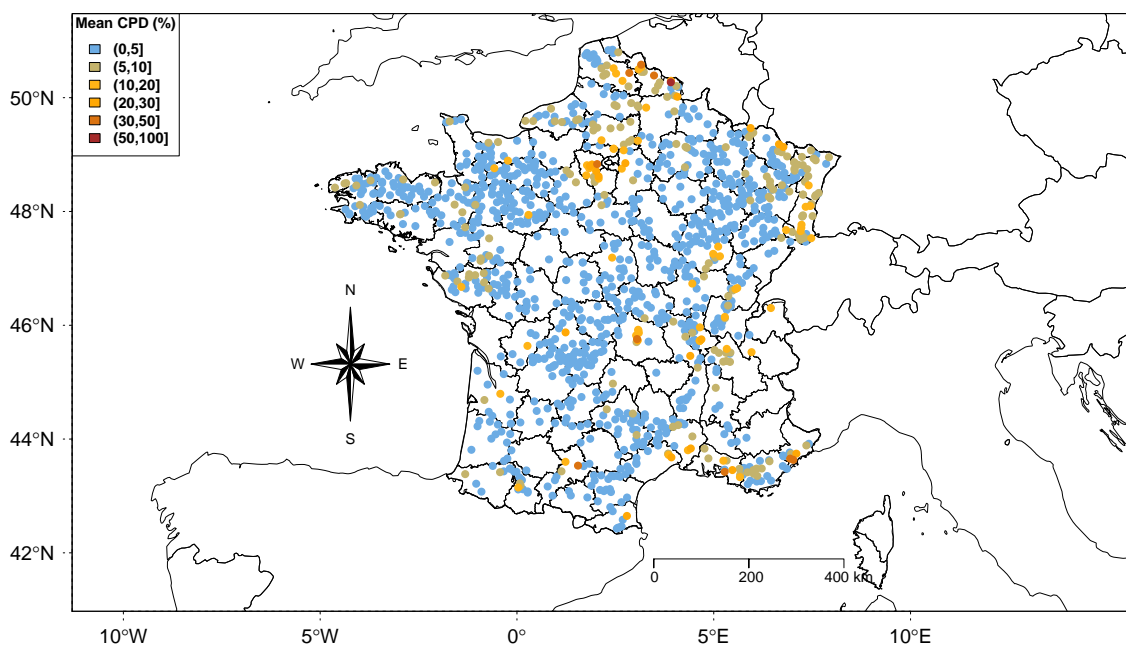 Mean CPD (%)
(0,5]
(5,10]
(10,20]
(20,30]
(30,50]
(50,100]
50°N
48°N
46°N
44°N
42°N
N
W
E
S
0
200
400 km
10°W
5°W
0°
5°E
10°E